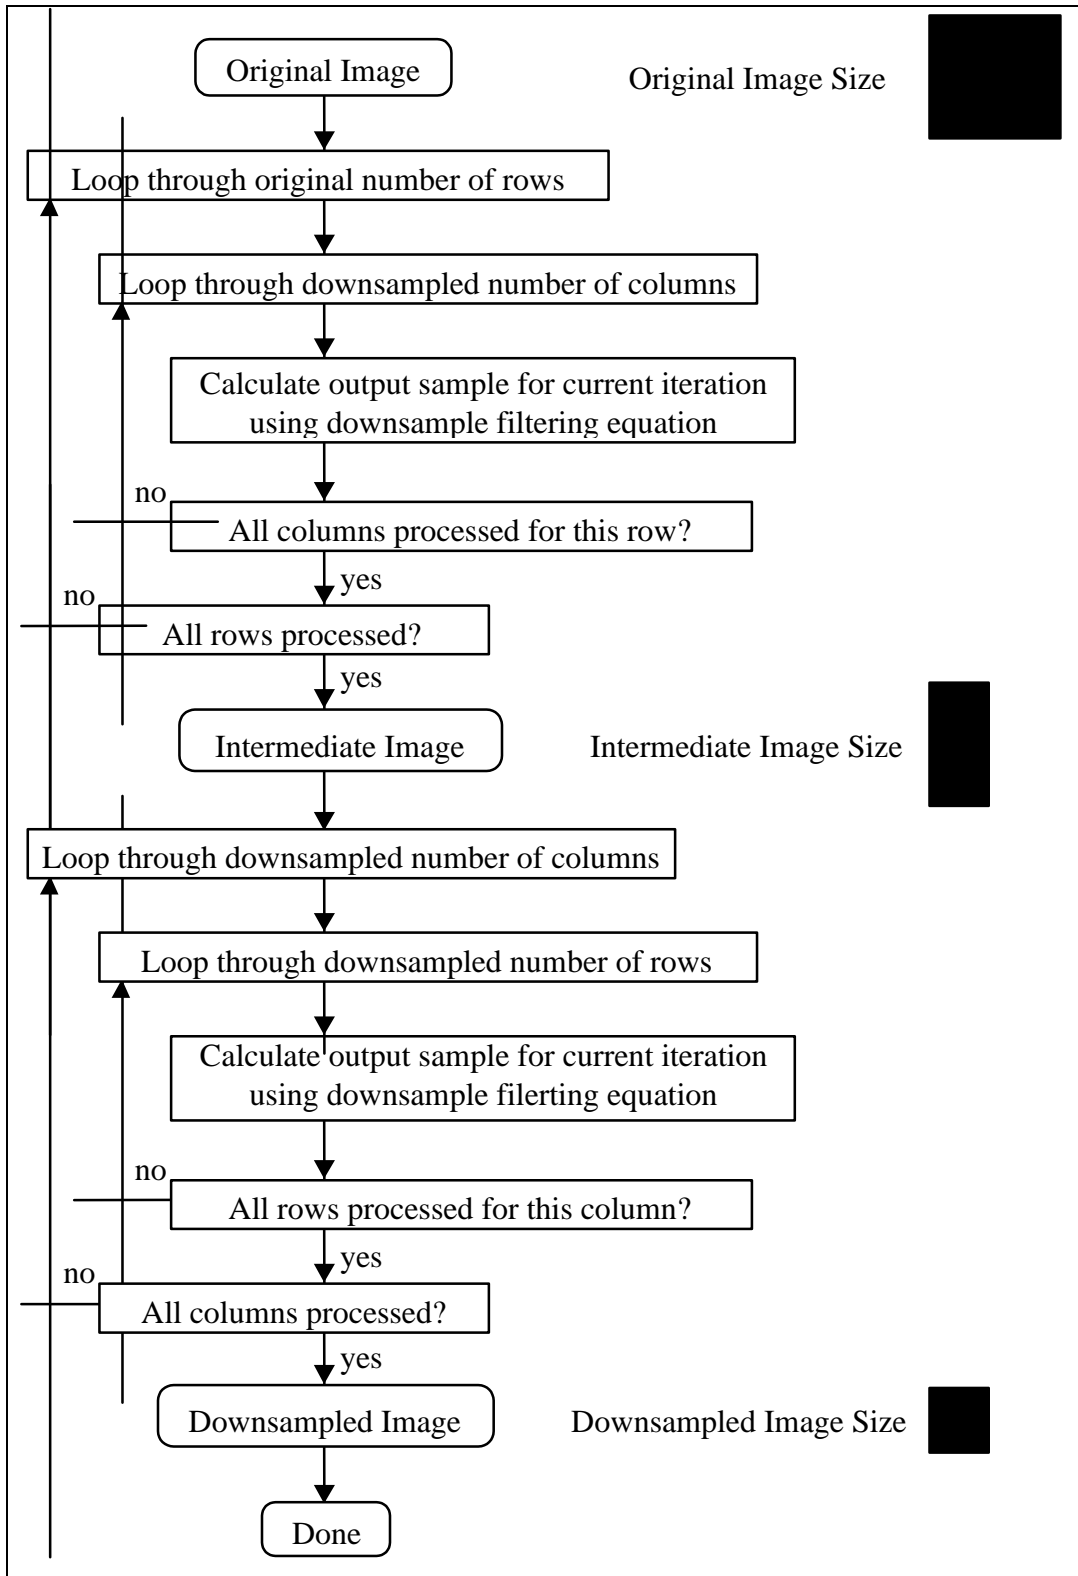 Original Image
Original Image Size
Loop through original number of rows
Loop through downsampled number of columns
Calculate output sample for current iteration
using downsample filtering equation
no
All columns processed for this row?
yes
no
All rows processed?
yes
Intermediate Image
Intermediate Image Size
Loop through downsampled number of columns
Loop through downsampled number of rows
Calculate output sample for current iteration
using downsample filerting equation
no
All rows processed for this column?
yes
no
All columns processed?
yes
Downsampled Image
Downsampled Image Size
Done